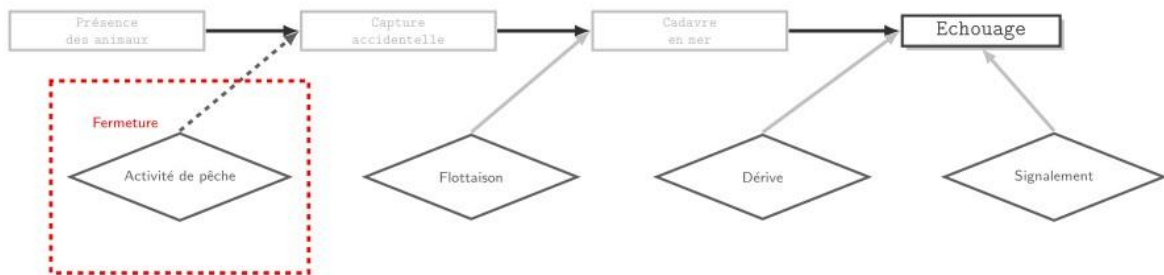 Présence
des animaux
Capture
accidentelle
Cadavre
en mer
Echouage
Fermeture
Activité de pêche
Flottaison
Dérive
Signalement